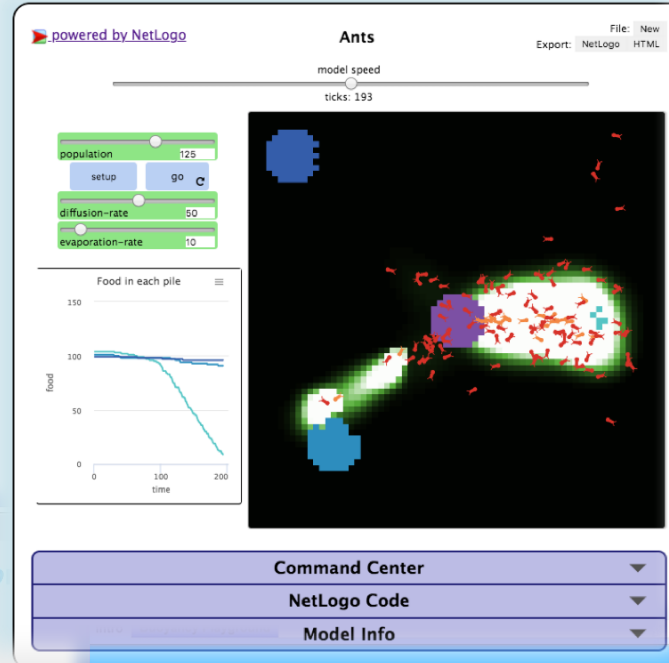 powered by NetLogo
Ants
File: New
Export: NetLogo HTML
model speed
ticks: 193
population 125
setup go
diffusion-rate 50
evaporation-rate 10
Food in each pile
150
100
50
0
food
0 100 200
time
Command Center
NetLogo Code
Model Info